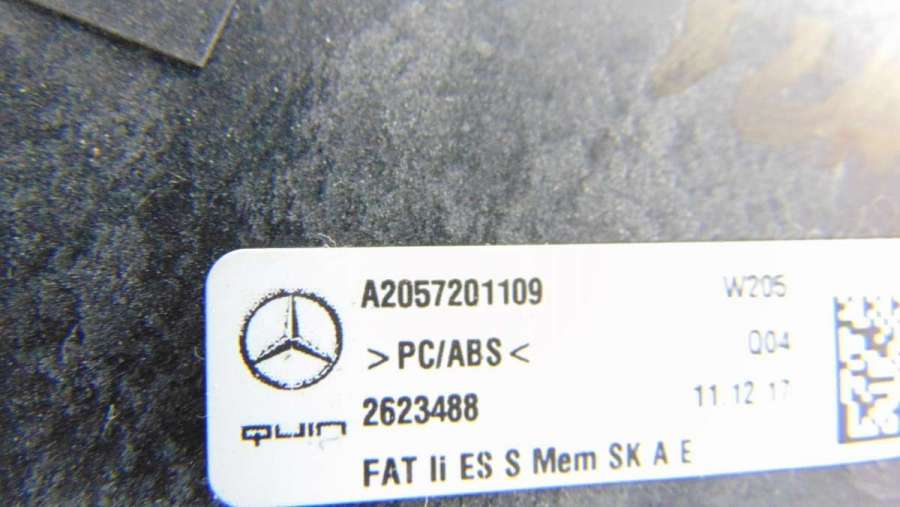 A2057201109 W205
>PC/ABS< Q04
2623488 11.12.17
QUIN
FAT li ES S Mem SK A E